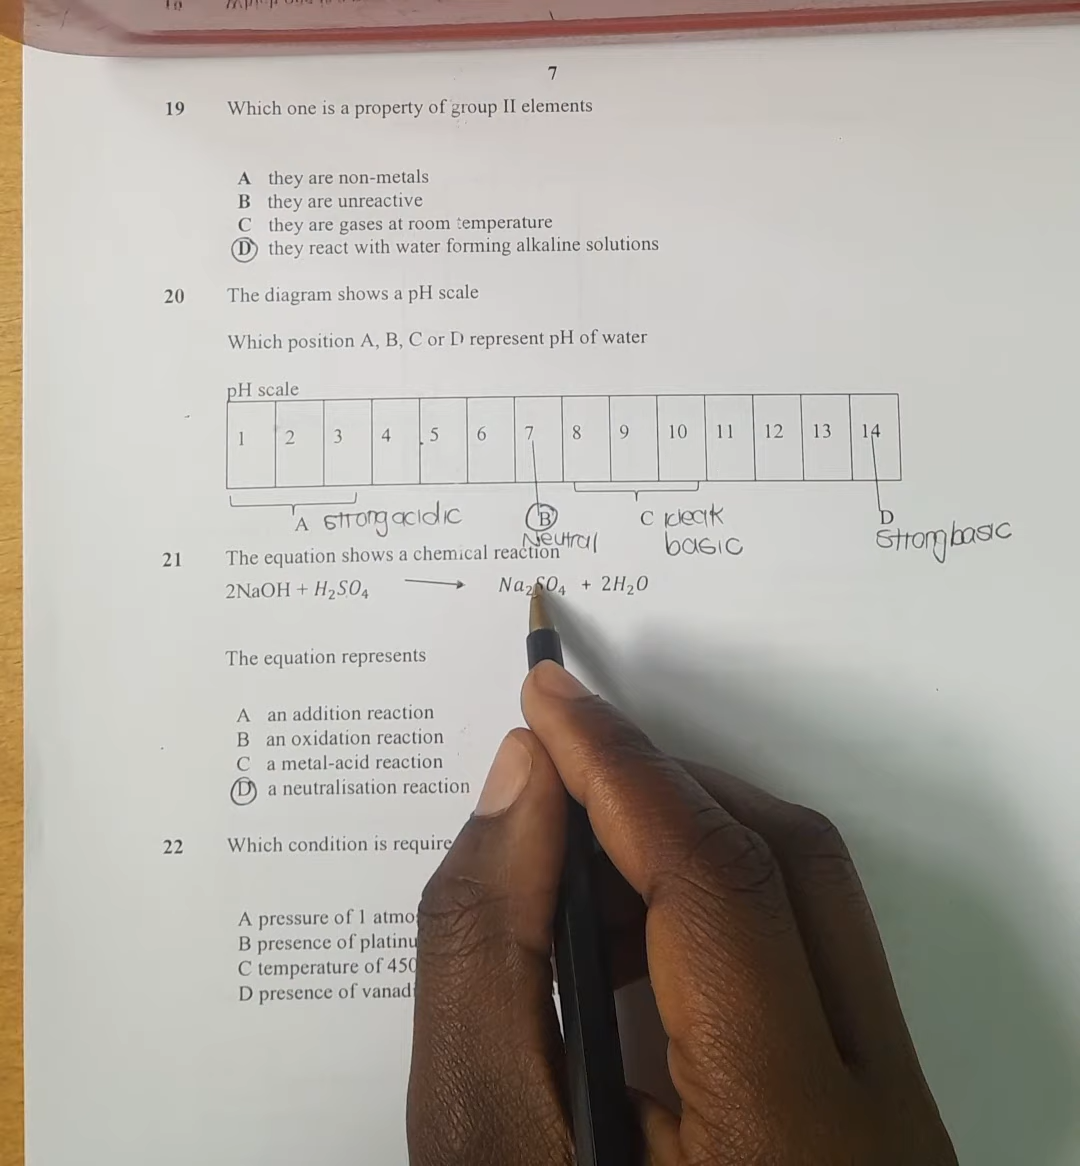 7
19 Which one is a property of group II elements
A they are non-metals
B they are unreactive
C they are gases at room temperature
D they react with water forming alkaline solutions
20 The diagram shows a pH scale
Which position A, B, C or D represent pH of water
pH scale
1 2 3 4 5 6 7 8 9 10 11 12 13 14
A strong acidic B C weak D
Neutral basic strong basic
21 The equation shows a chemical reaction
2NaOH + H₂SO₄ ⟶ Na₂SO₄ + 2H₂O
The equation represents
A an addition reaction
B an oxidation reaction
C a metal-acid reaction
D a neutralisation reaction
22 Which condition is require
A pressure of 1 atmo
B presence of platinu
C temperature of 450
D presence of vanad